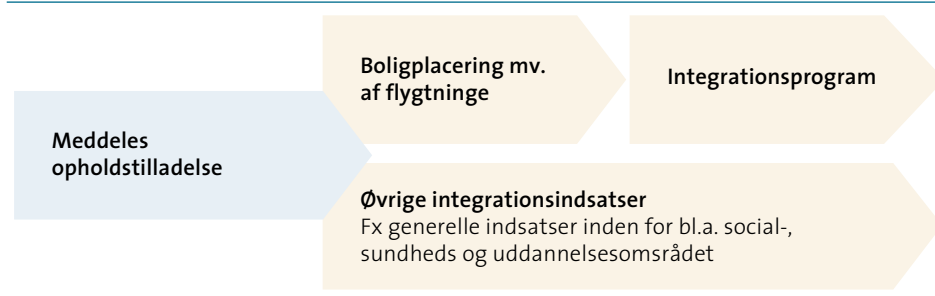 Boligplacering mv.
af flygtninge
Integrationsprogram
Meddeles
opholdstilladelse
Øvrige integrationsindsatser
Fx generelle indsatser inden for bl.a. social-,
sundheds og uddannelsesområdet